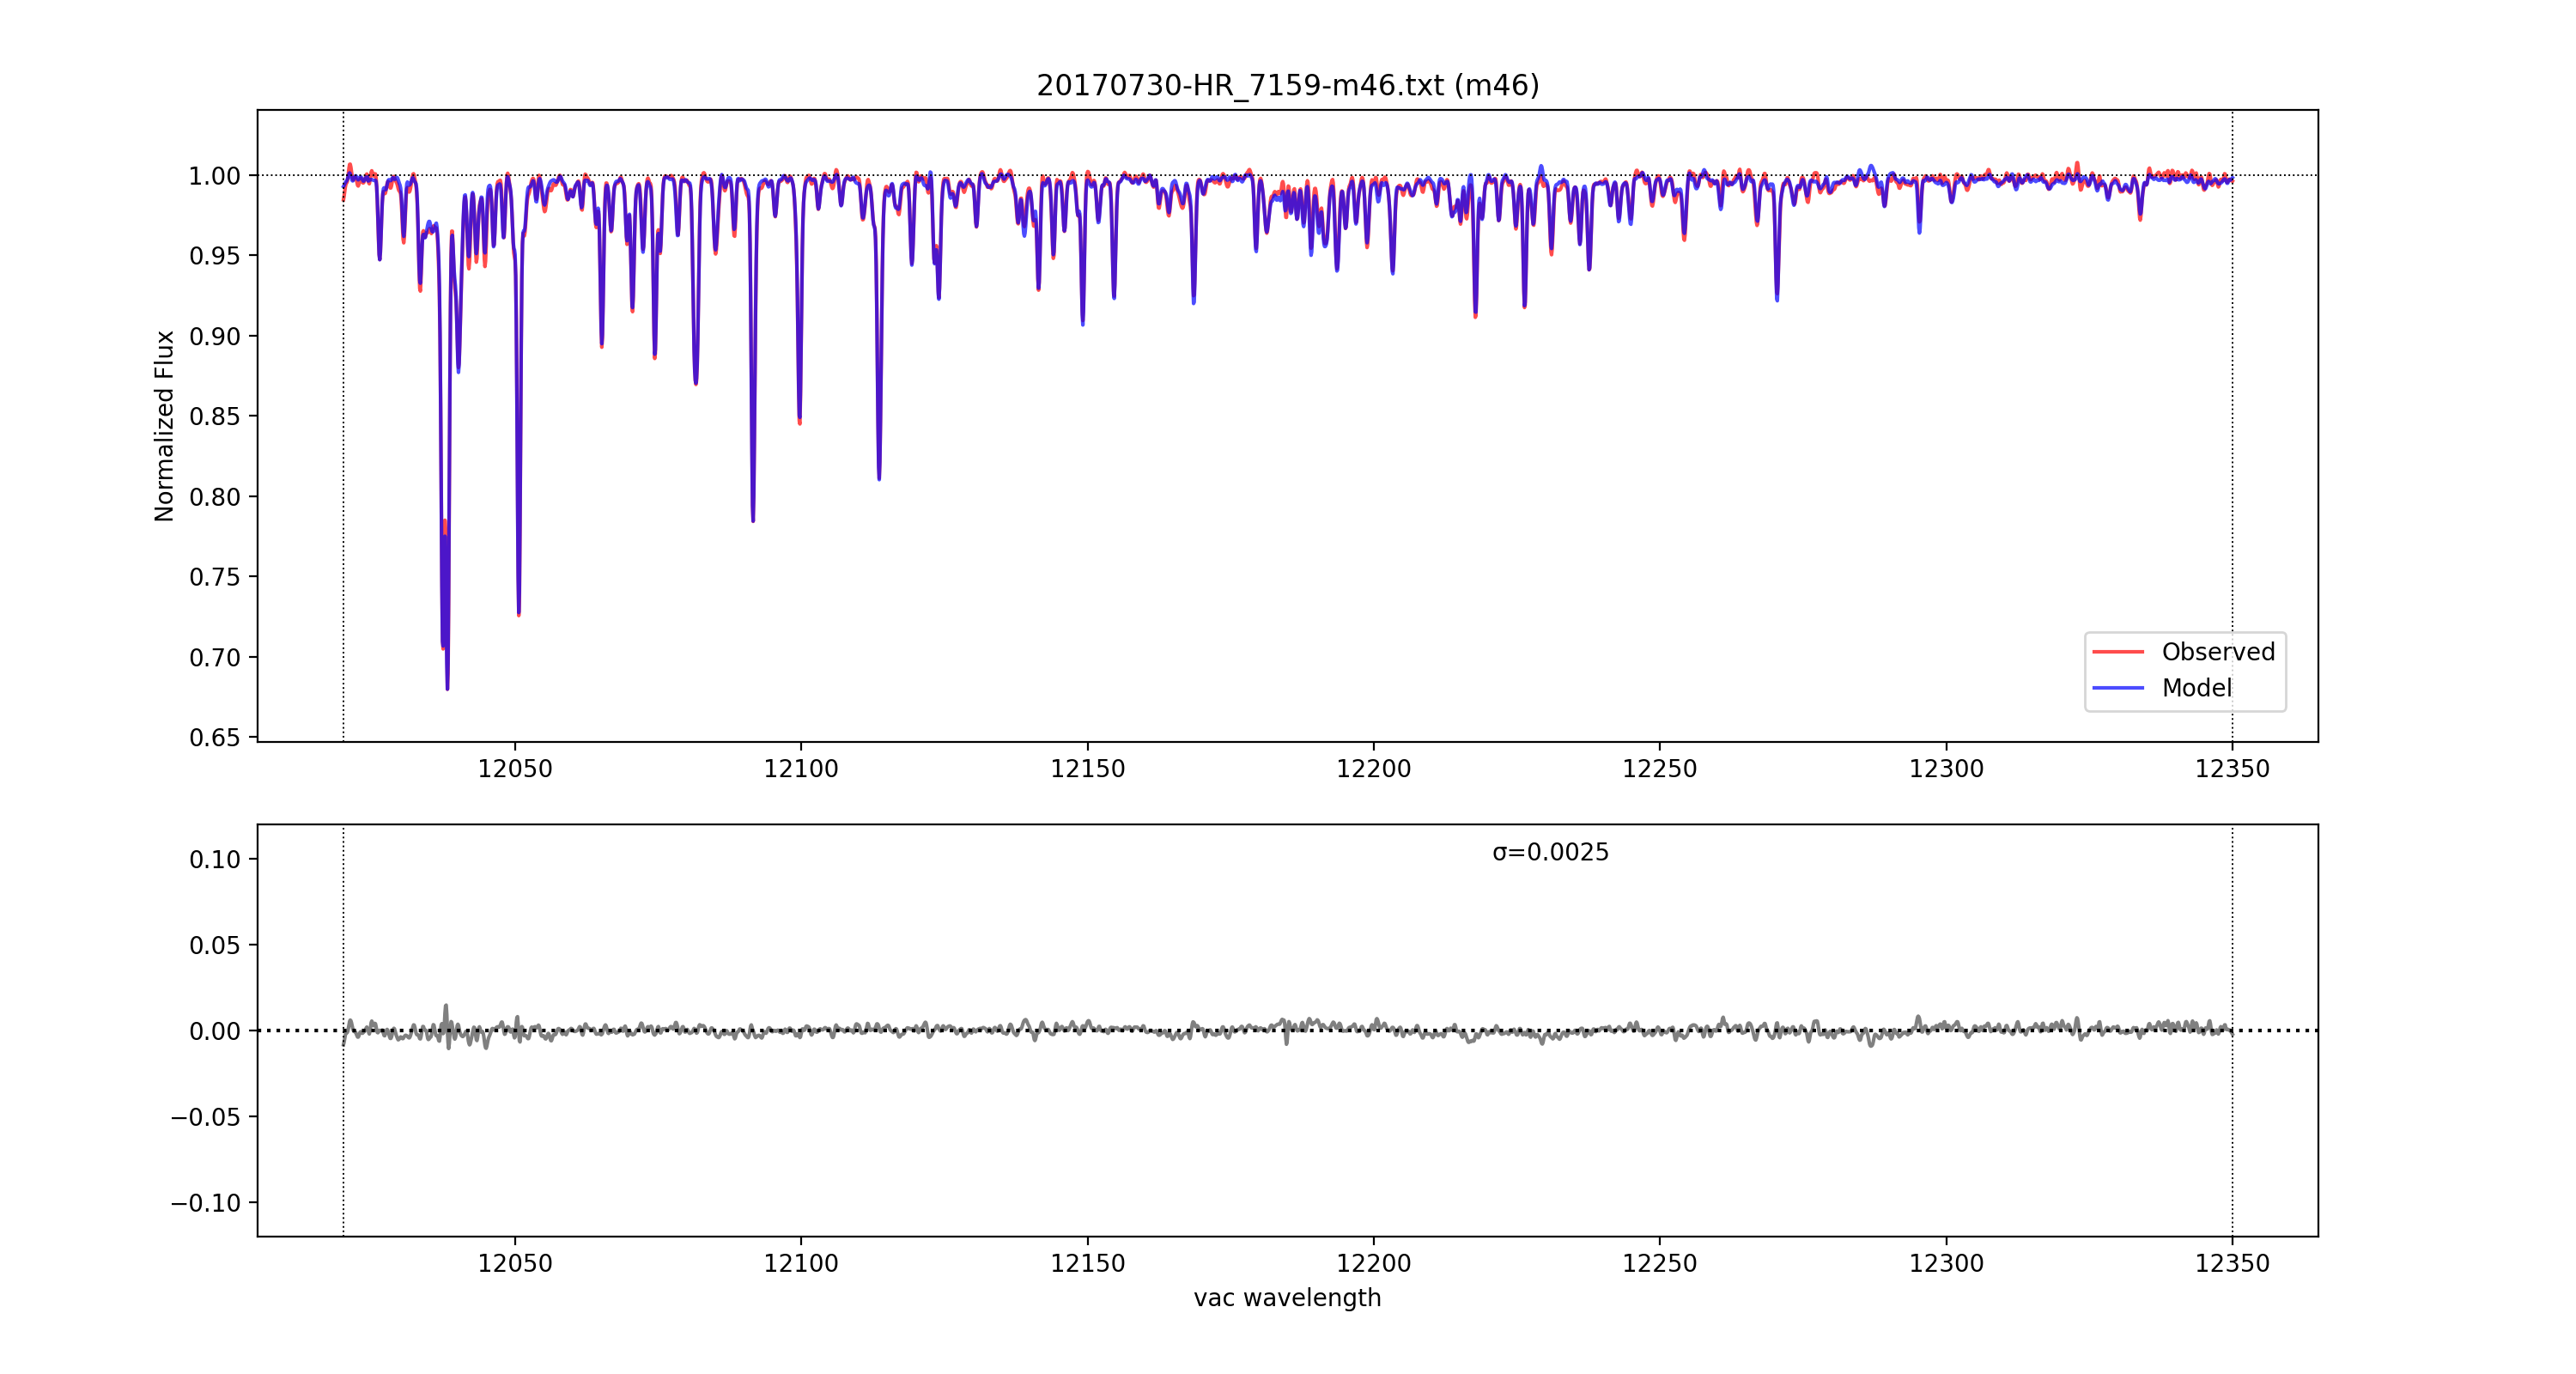 20170730-HR_7159-m46.txt (m46)
Normalized Flux
1.00
0.95
0.90
0.85
0.80
0.75
0.70
0.65
Observed
Model
12050 12100 12150 12200 12250 12300 12350
σ=0.0025
0.10
0.05
0.00
−0.05
−0.10
12050 12100 12150 12200 12250 12300 12350
vac wavelength